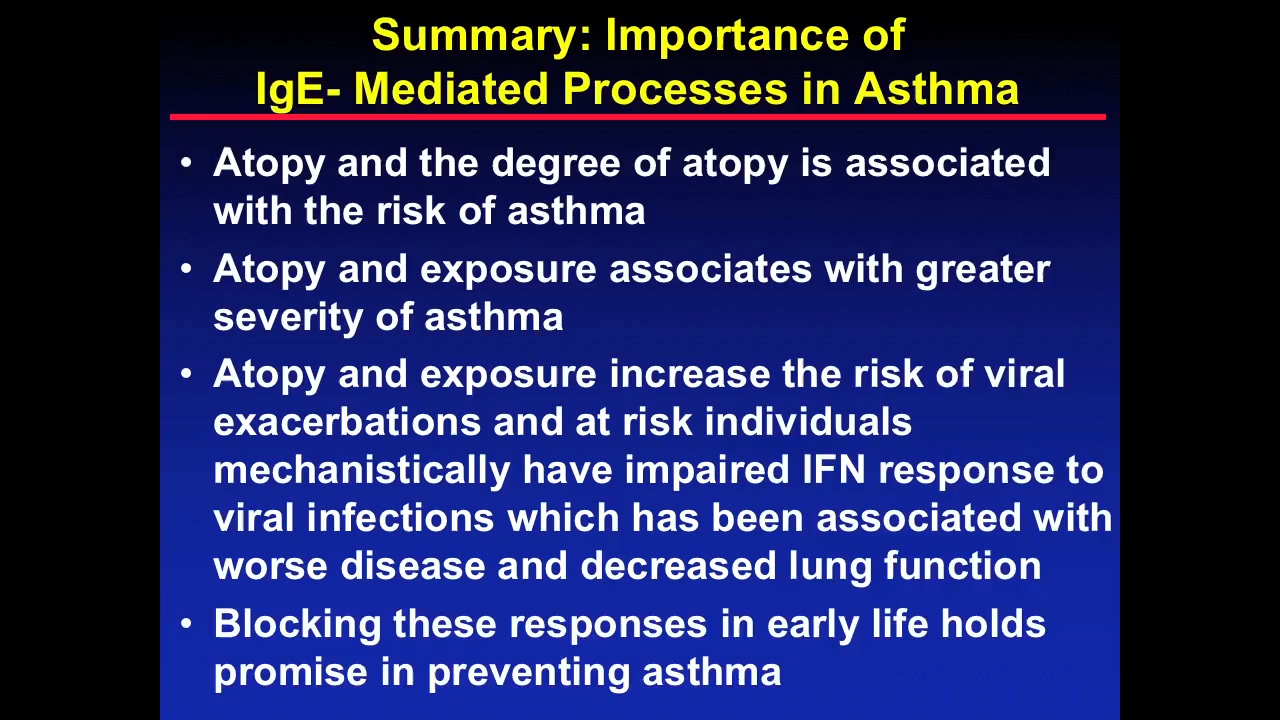 Summary: Importance of
IgE- Mediated Processes in Asthma
• Atopy and the degree of atopy is associated
with the risk of asthma
• Atopy and exposure associates with greater
severity of asthma
• Atopy and exposure increase the risk of viral
exacerbations and at risk individuals
mechanistically have impaired IFN response to
viral infections which has been associated with
worse disease and decreased lung function
• Blocking these responses in early life holds
promise in preventing asthma